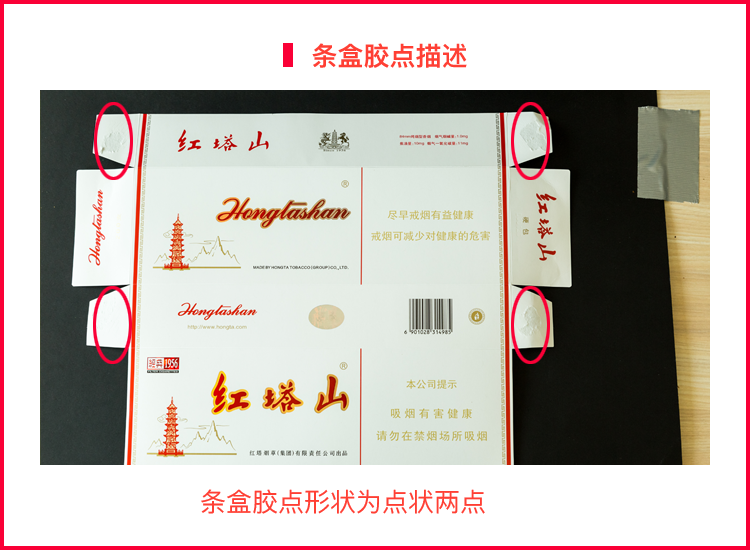 条盒胶点描述
红塔山
Hongtashan
Hongtashan
®
尽早戒烟有益健康
戒烟可减少对健康的危害
MADE BY HONGTA TOBACCO (GROUP) CO., LTD.
红塔山
硬包
Hongtashan
http://www.hongta.com
6 901028 314985
1956
®
红塔山
本公司提示
吸烟有害健康
请勿在禁烟场所吸烟
红塔烟草(集团)有限责任公司出品
条盒胶点形状为点状两点